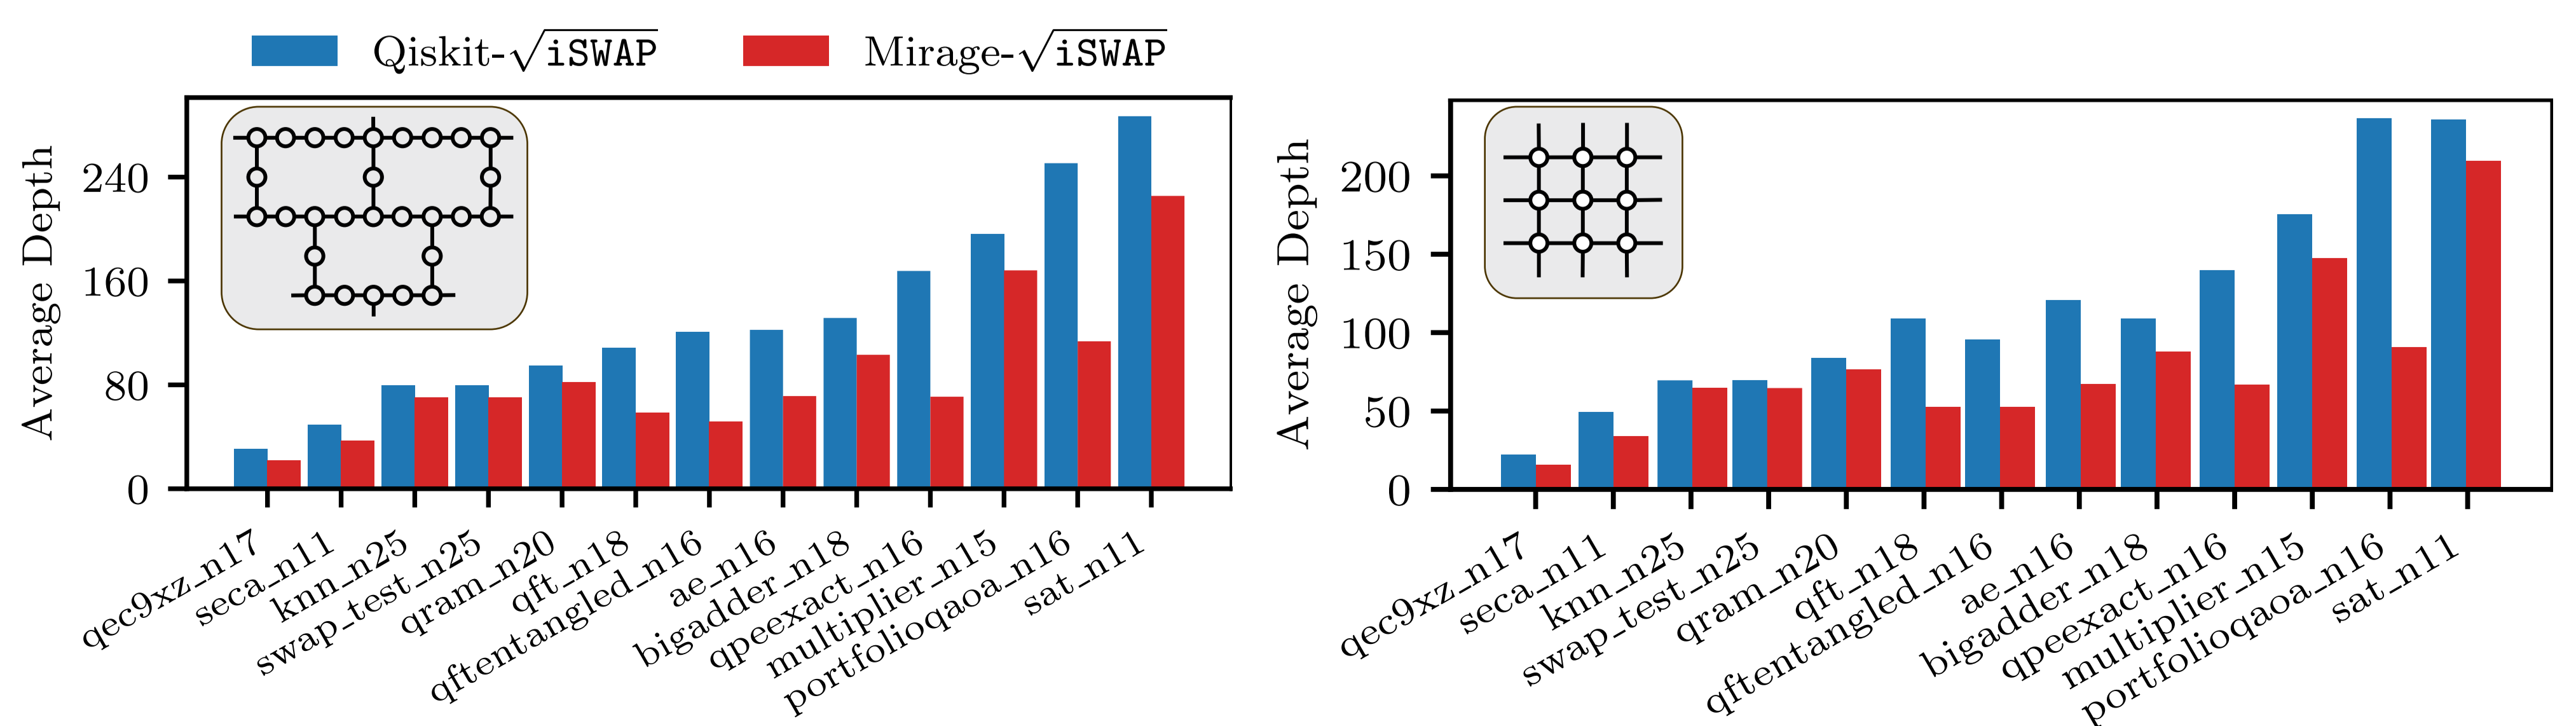 Qiskit-√iSWAP
Mirage-√iSWAP
Average Depth
240
160
80
0
qec9xz_n17
seca_n11
knn_n25
swap_test_n25
qram_n20
qft_n18
qftentangled_n16
ae_n16
bigadder_n18
qpeexact_n16
multiplier_n15
portfolioqaoa_n16
sat_n11
Average Depth
200
150
100
50
0
qec9xz_n17
seca_n11
knn_n25
swap_test_n25
qram_n20
qft_n18
qftentangled_n16
ae_n16
bigadder_n18
qpeexact_n16
multiplier_n15
portfolioqaoa_n16
sat_n11